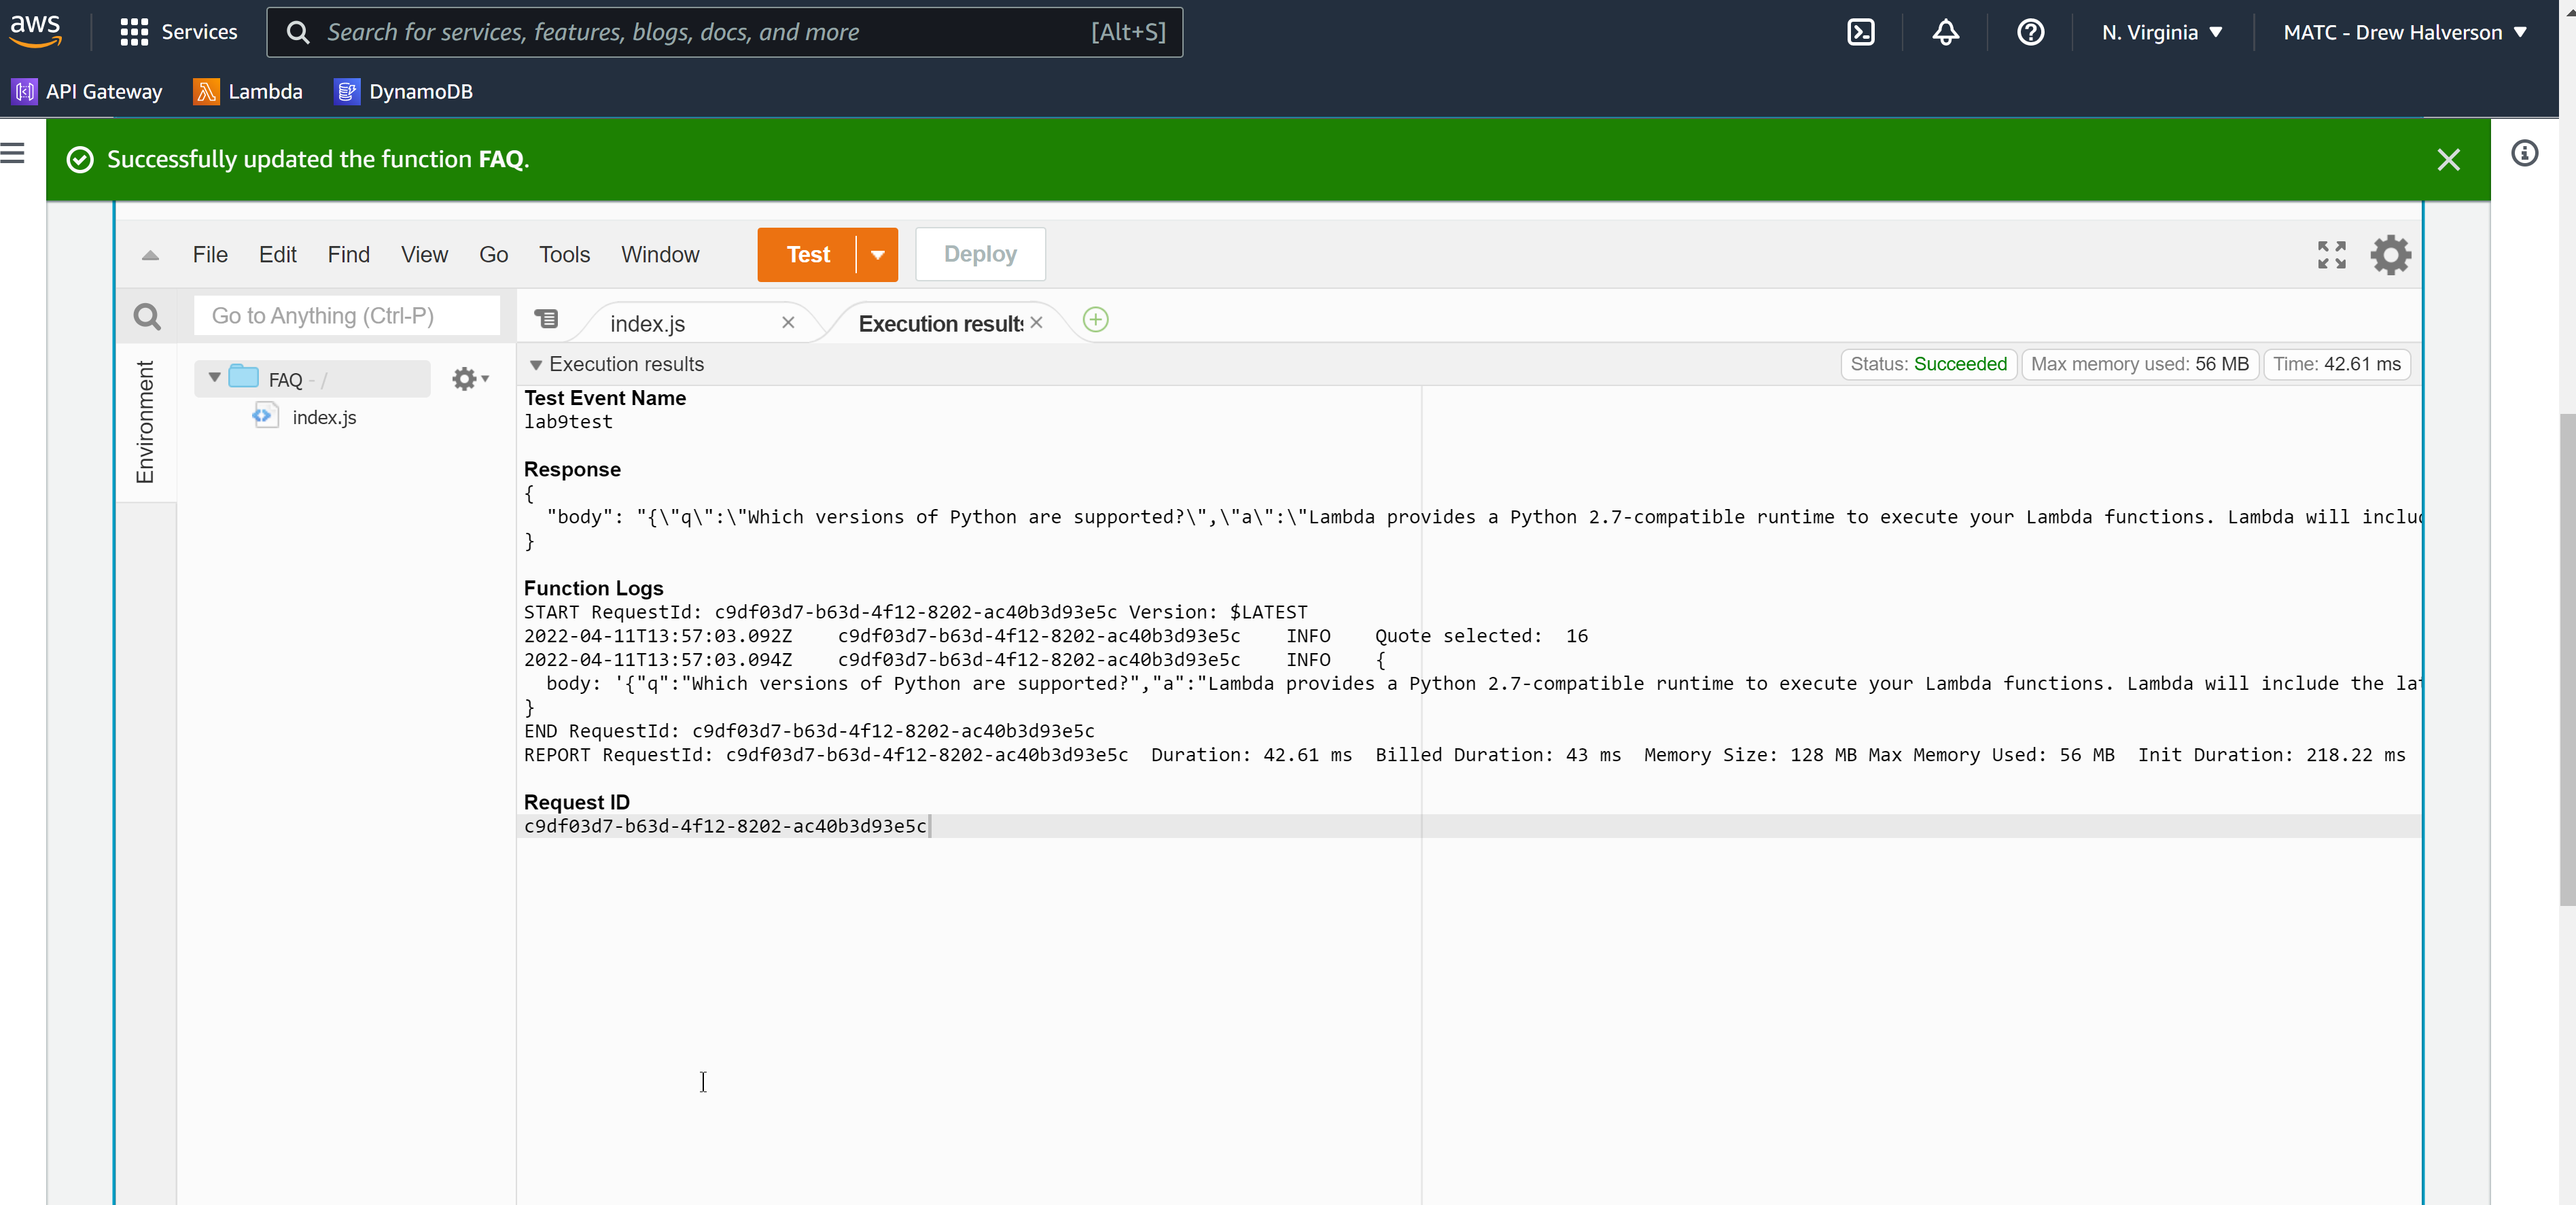 aws Services Search for services, features, blogs, docs, and more [Alt+S] N. Virginia MATC - Drew Halverson
API Gateway Lambda DynamoDB
Successfully updated the function FAQ.
File Edit Find View Go Tools Window Test Deploy
Go to Anything (Ctrl-P) index.js Execution results
Execution results Status: Succeeded Max memory used: 56 MB Time: 42.61 ms
Environment
FAQ - /
index.js
Test Event Name
lab9test
Response
{
"body": "{\"q\":\"Which versions of Python are supported?\",\"a\":\"Lambda provides a Python 2.7-compatible runtime to execute your Lambda functions. Lambda will includ
}
Function Logs
START RequestId: c9df03d7-b63d-4f12-8202-ac40b3d93e5c Version: $LATEST
2022-04-11T13:57:03.092Z c9df03d7-b63d-4f12-8202-ac40b3d93e5c INFO Quote selected: 16
2022-04-11T13:57:03.094Z c9df03d7-b63d-4f12-8202-ac40b3d93e5c INFO {
body: '{"q":"Which versions of Python are supported?","a":"Lambda provides a Python 2.7-compatible runtime to execute your Lambda functions. Lambda will include the lat
}
END RequestId: c9df03d7-b63d-4f12-8202-ac40b3d93e5c
REPORT RequestId: c9df03d7-b63d-4f12-8202-ac40b3d93e5c Duration: 42.61 ms Billed Duration: 43 ms Memory Size: 128 MB Max Memory Used: 56 MB Init Duration: 218.22 ms
Request ID
c9df03d7-b63d-4f12-8202-ac40b3d93e5c